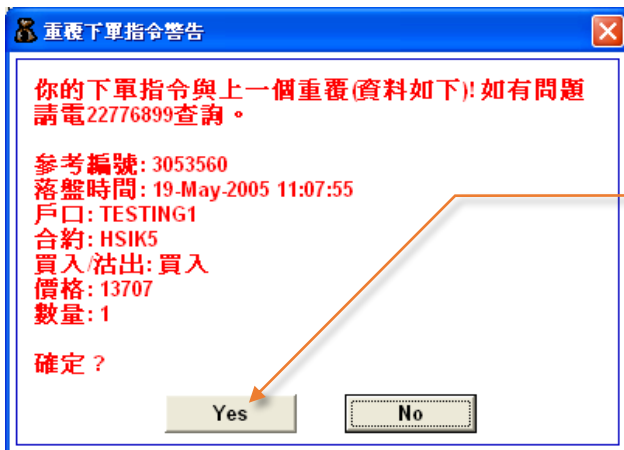 重覆下單指令警告
你的下單指令與上一個重覆(資料如下)! 如有問題
請電22776899查詢。
參考編號: 3053560
落盤時間: 19-May-2005 11:07:55
戶口: TESTING1
合約: HSIK5
買入/沽出: 買入
價格: 13707
數量: 1
確定？
Yes No